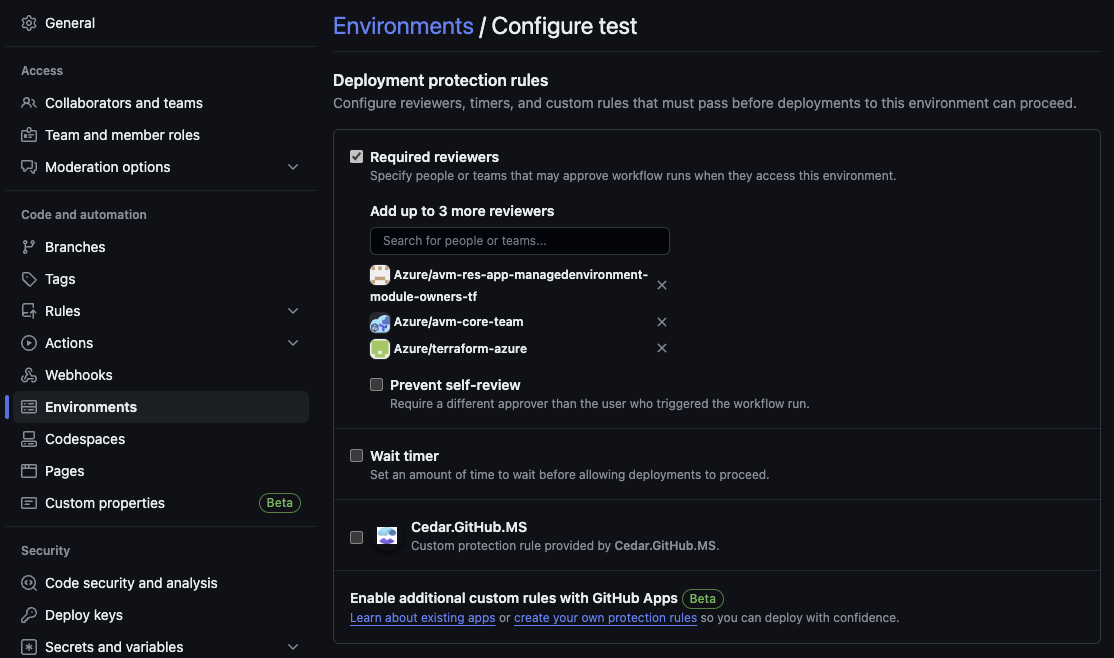 General
Access
Collaborators and teams
Team and member roles
Moderation options
Code and automation
Branches
Tags
Rules
Actions
Webhooks
Environments
Codespaces
Pages
Custom properties Beta
Security
Code security and analysis
Deploy keys
Secrets and variables
Environments / Configure test
Deployment protection rules
Configure reviewers, timers, and custom rules that must pass before deployments to this environment can proceed.
Required reviewers
Specify people or teams that may approve workflow runs when they access this environment.
Add up to 3 more reviewers
Search for people or teams...
Azure/avm-res-app-managedenvironment-
module-owners-tf
Azure/avm-core-team
Azure/terraform-azure
Prevent self-review
Require a different approver than the user who triggered the workflow run.
Wait timer
Set an amount of time to wait before allowing deployments to proceed.
Cedar.GitHub.MS
Custom protection rule provided by Cedar.GitHub.MS.
Enable additional custom rules with GitHub Apps Beta
Learn about existing apps or create your own protection rules so you can deploy with confidence.